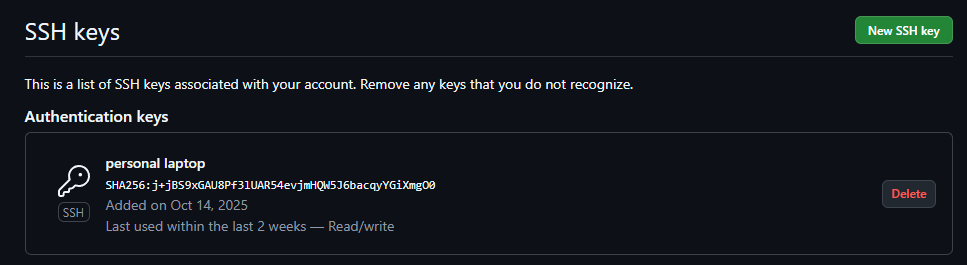 SSH keys
New SSH key
This is a list of SSH keys associated with your account. Remove any keys that you do not recognize.
Authentication keys
personal laptop
SHA256:j+jBS9xGAU8Pf3lUAR54evjmHQW5J6bacqyYGiXmgO0
Added on Oct 14, 2025
Last used within the last 2 weeks — Read/write
SSH
Delete